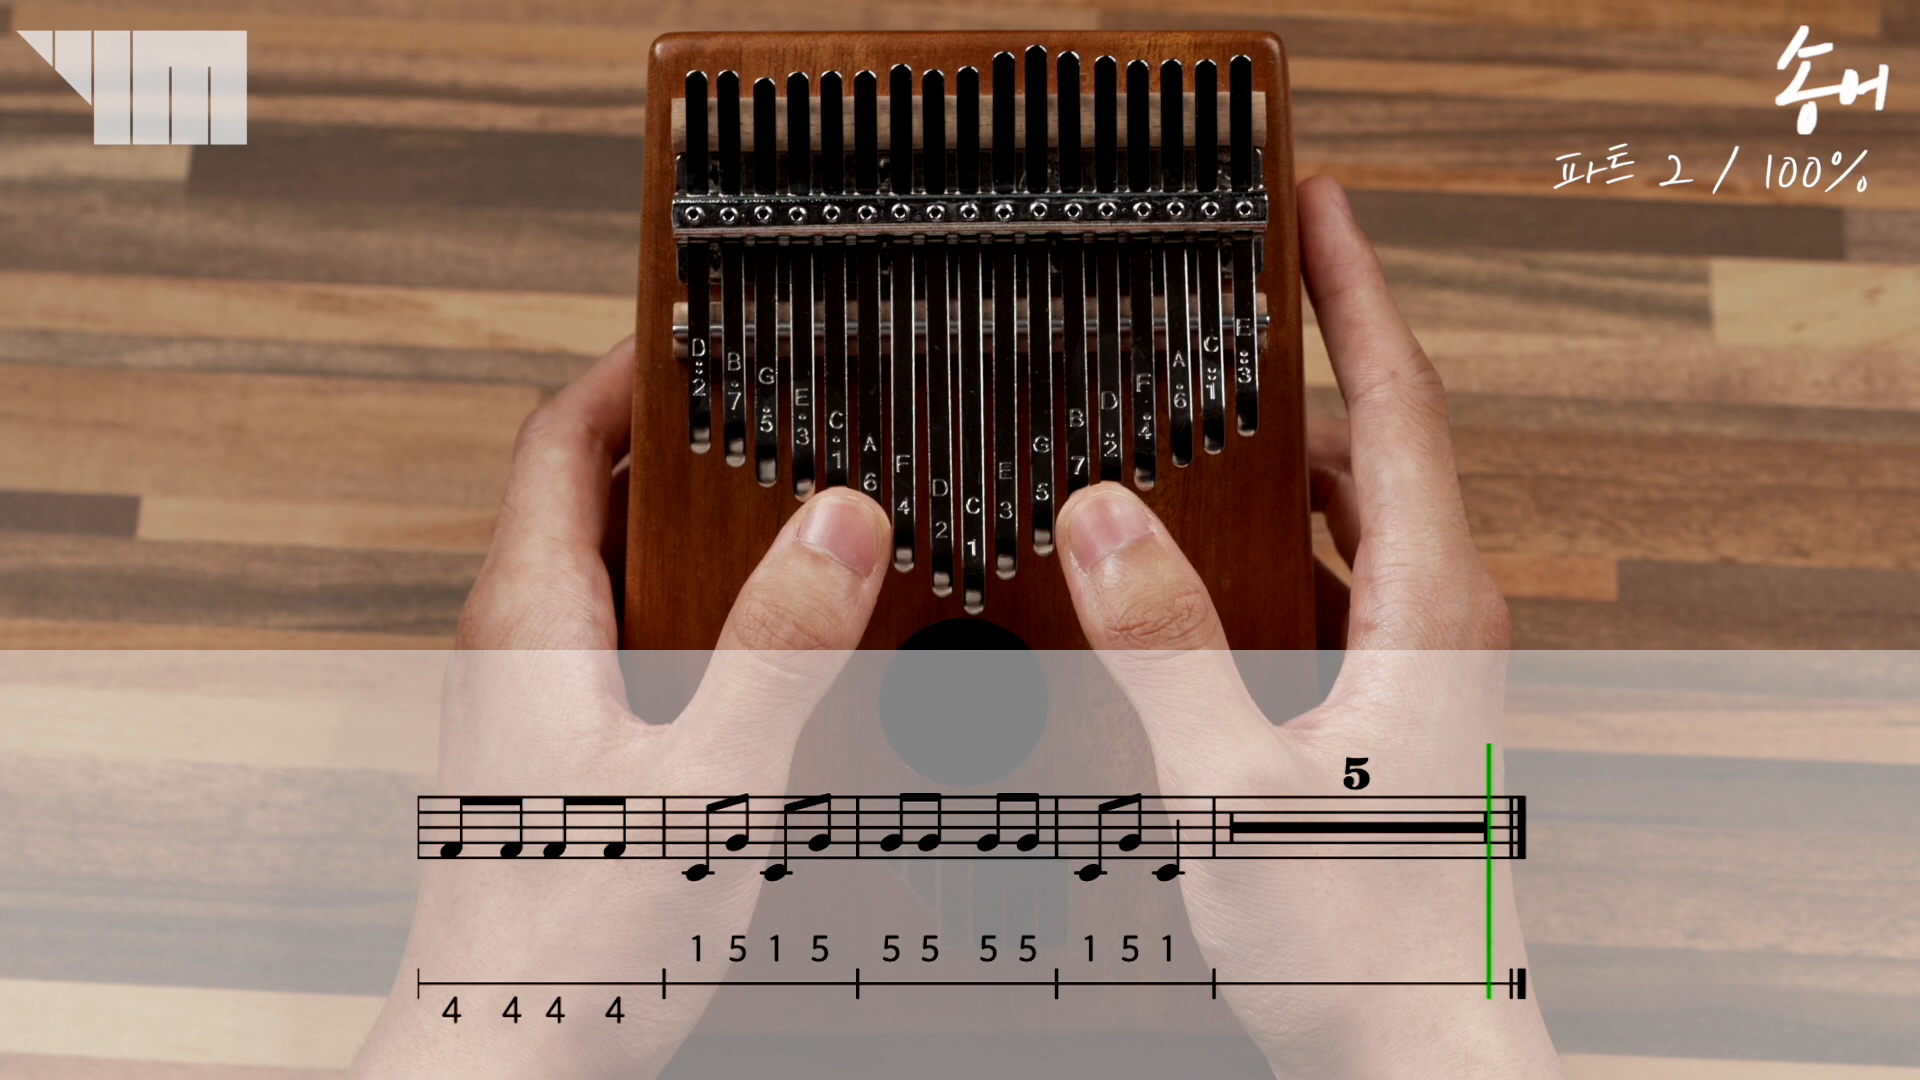 송어
파트 2 / 100%
D B G E C A F D C E G B D F A C E
2 7 5 3 1 6 4 2 1 3 5 7 2 4 6 1 3
5
1 5 1 5 5 5 5 5 1 5 1
4 4 4 4